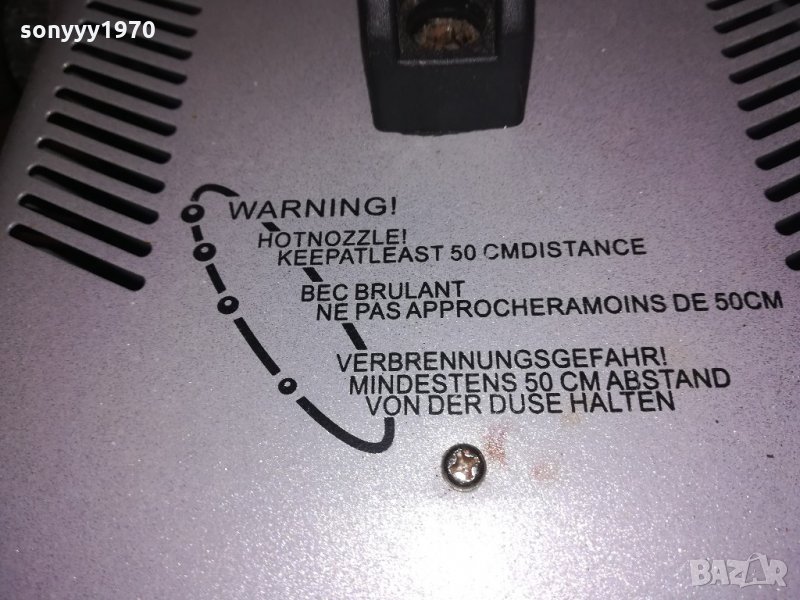 sonyyy1970
WARNING!
HOTNOZZLE!
KEEPATLEAST 50 CMDISTANCE
BEC BRULANT
NE PAS APPROCHERAMOINS DE 50CM
VERBRENNUNGSGEFAHR!
MINDESTENS 50 CM ABSTAND
VON DER DUSE HALTEN
BAZAR